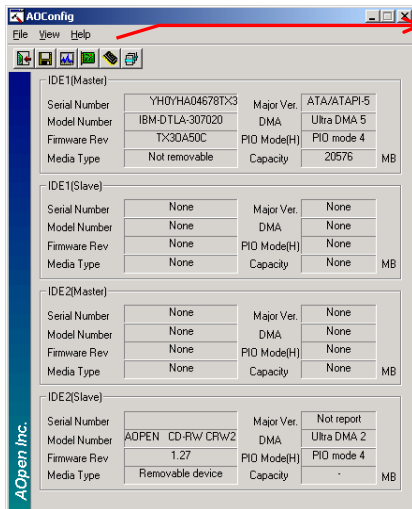 AOConfig
File View Help
IDE1(Master)
Serial Number YH0YHA04678TX3 Major Ver. ATA/ATAPI-5
Model Number IBM-DTLA-307020 DMA Ultra DMA 5
Firmware Rev TX3OA50C PIO Mode(H) PIO mode 4
Media Type Not removable Capacity 20576 MB
IDE1(Slave)
Serial Number None Major Ver. None
Model Number None DMA None
Firmware Rev None PIO Mode(H) None
Media Type None Capacity None MB
IDE2(Master)
Serial Number None Major Ver. None
Model Number None DMA None
Firmware Rev None PIO Mode(H) None
Media Type None Capacity None MB
IDE2(Slave)
Serial Number Major Ver. Not report
Model Number AOPEN CD-RW CRW2 DMA Ultra DMA 2
Firmware Rev 1.27 PIO Mode(H) PIO mode 4
Media Type Removable device Capacity - MB
AOpen Inc.